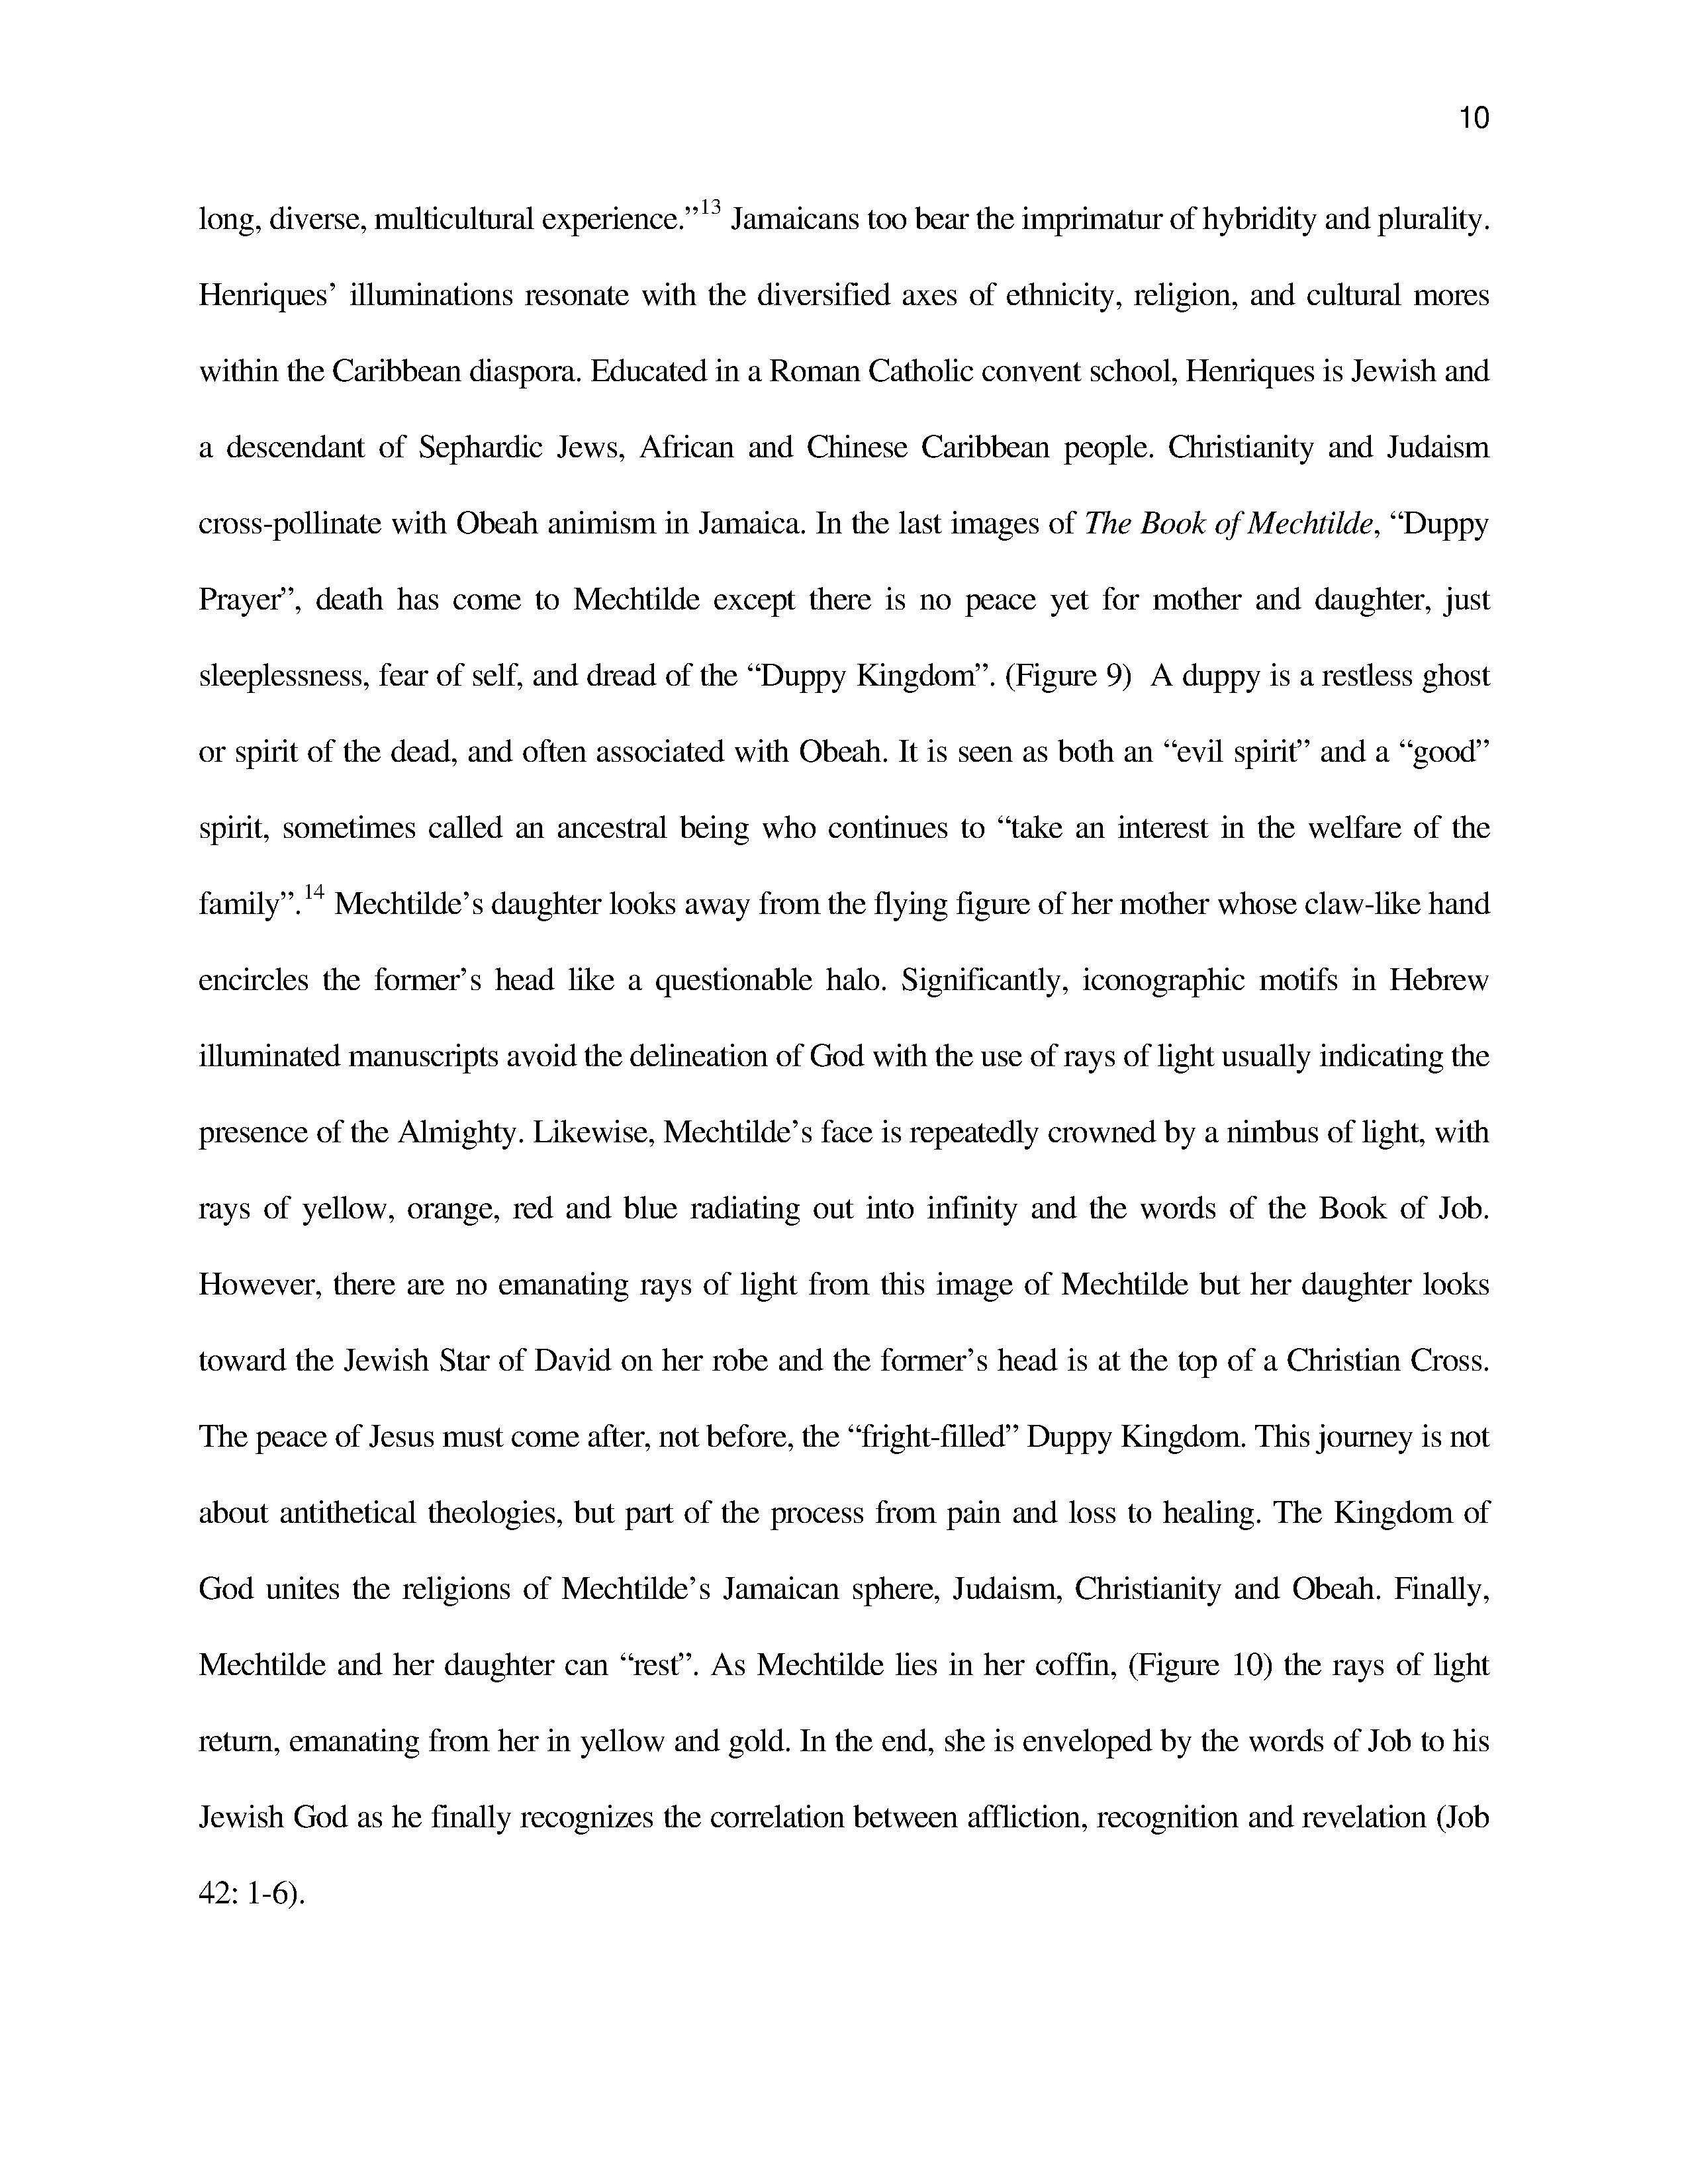 10
long, diverse, multicultural experience.”13 Jamaicans too bear the imprimatur of hybridity and plurality.
Henriques’ illuminations resonate with the diversified axes of ethnicity, religion, and cultural mores
within the Caribbean diaspora. Educated in a Roman Catholic convent school, Henriques is Jewish and
a descendant of Sephardic Jews, African and Chinese Caribbean people. Christianity and Judaism
cross-pollinate with Obeah animism in Jamaica. In the last images of The Book of Mechtilde, “Duppy
Prayer”, death has come to Mechtilde except there is no peace yet for mother and daughter, just
sleeplessness, fear of self, and dread of the “Duppy Kingdom”. (Figure 9)  A duppy is a restless ghost
or spirit of the dead, and often associated with Obeah. It is seen as both an “evil spirit” and a “good”
spirit, sometimes called an ancestral being who continues to “take an interest in the welfare of the
family”.14 Mechtilde’s daughter looks away from the flying figure of her mother whose claw-like hand
encircles the former’s head like a questionable halo. Significantly, iconographic motifs in Hebrew
illuminated manuscripts avoid the delineation of God with the use of rays of light usually indicating the
presence of the Almighty. Likewise, Mechtilde’s face is repeatedly crowned by a nimbus of light, with
rays of yellow, orange, red and blue radiating out into infinity and the words of the Book of Job.
However, there are no emanating rays of light from this image of Mechtilde but her daughter looks
toward the Jewish Star of David on her robe and the former’s head is at the top of a Christian Cross.
The peace of Jesus must come after, not before, the “fright-filled” Duppy Kingdom. This journey is not
about antithetical theologies, but part of the process from pain and loss to healing. The Kingdom of
God unites the religions of Mechtilde’s Jamaican sphere, Judaism, Christianity and Obeah. Finally,
Mechtilde and her daughter can “rest”. As Mechtilde lies in her coffin, (Figure 10) the rays of light
return, emanating from her in yellow and gold. In the end, she is enveloped by the words of Job to his
Jewish God as he finally recognizes the correlation between affliction, recognition and revelation (Job
42: 1-6).